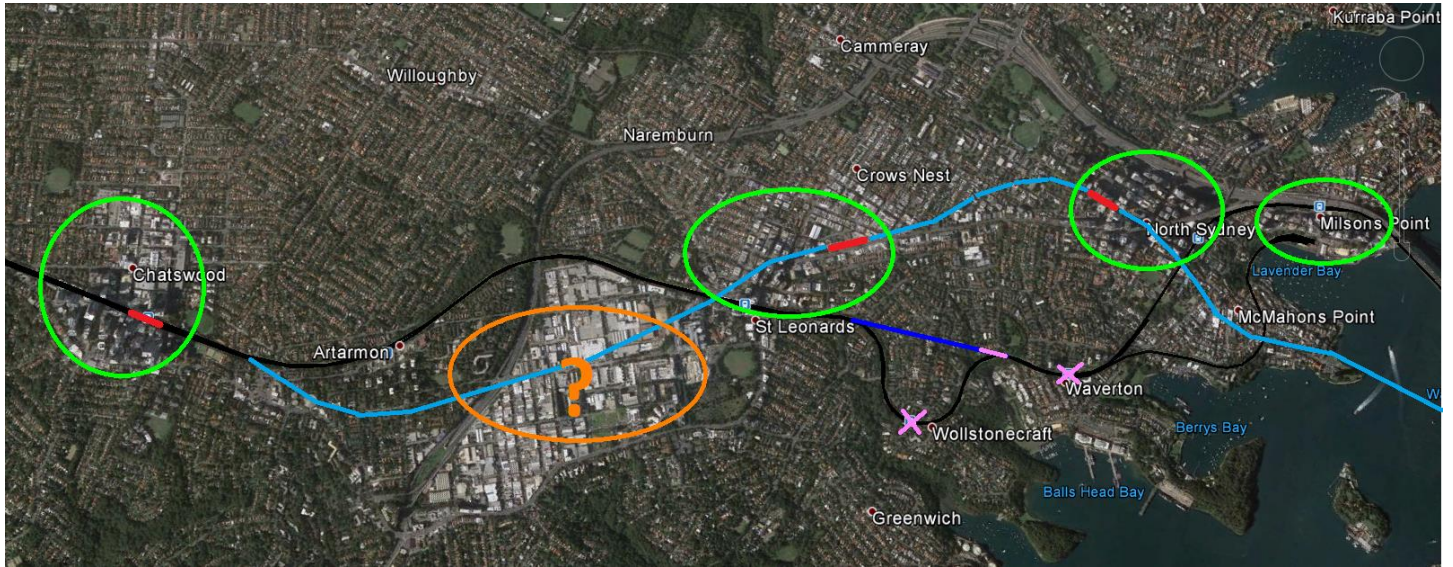 Kurraba Point
Cammeray
Willoughby
Naremburn
Crows Nest
North Sydney
Milsons Point
Chatswood
Lavender Bay
McMahons Point
St Leonards
Artarmon
?
Waverton
Wa
Berrys Bay
Wollstonecraft
Balls Head Bay
Greenwich